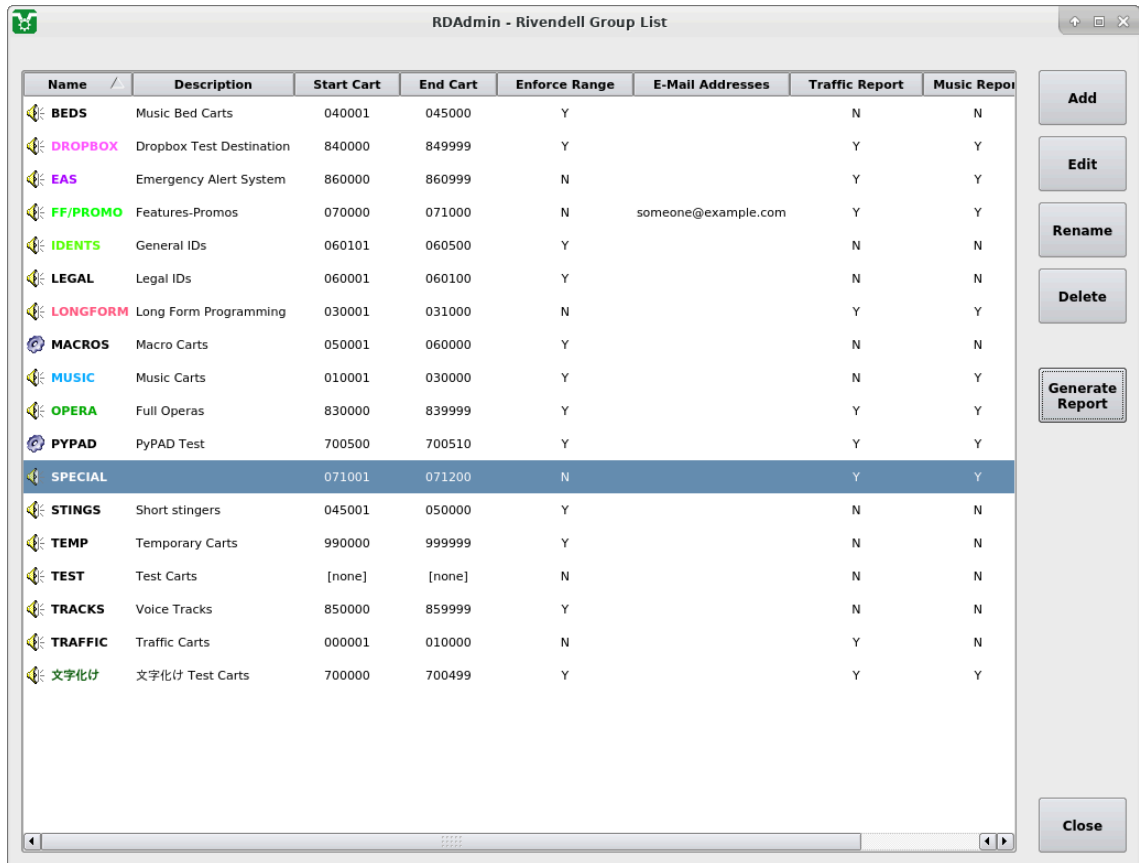 RDAdmin - Rivendell Group List
Name Description Start Cart End Cart Enforce Range E-Mail Addresses Traffic Report Music Repor
BEDS Music Bed Carts 040001 045000 Y N N
DROPBOX Dropbox Test Destination 840000 849999 Y Y Y
EAS Emergency Alert System 860000 860999 N Y Y
FF/PROMO Features-Promos 070000 071000 N someone@example.com Y Y
IDENTS General IDs 060101 060500 Y N N
LEGAL Legal IDs 060001 060100 Y N N
LONGFORM Long Form Programming 030001 031000 N Y Y
MACROS Macro Carts 050001 060000 Y N N
MUSIC Music Carts 010001 030000 Y N Y
OPERA Full Operas 830000 839999 Y Y Y
PYPAD PyPAD Test 700500 700510 Y Y Y
SPECIAL 071001 071200 N Y Y
STINGS Short stingers 045001 050000 Y N N
TEMP Temporary Carts 990000 999999 Y N N
TEST Test Carts [none] [none] N N N
TRACKS Voice Tracks 850000 859999 Y N N
TRAFFIC Traffic Carts 000001 010000 N Y N
文字化け 文字化け Test Carts 700000 700499 Y Y Y
Add
Edit
Rename
Delete
Generate
Report
Close